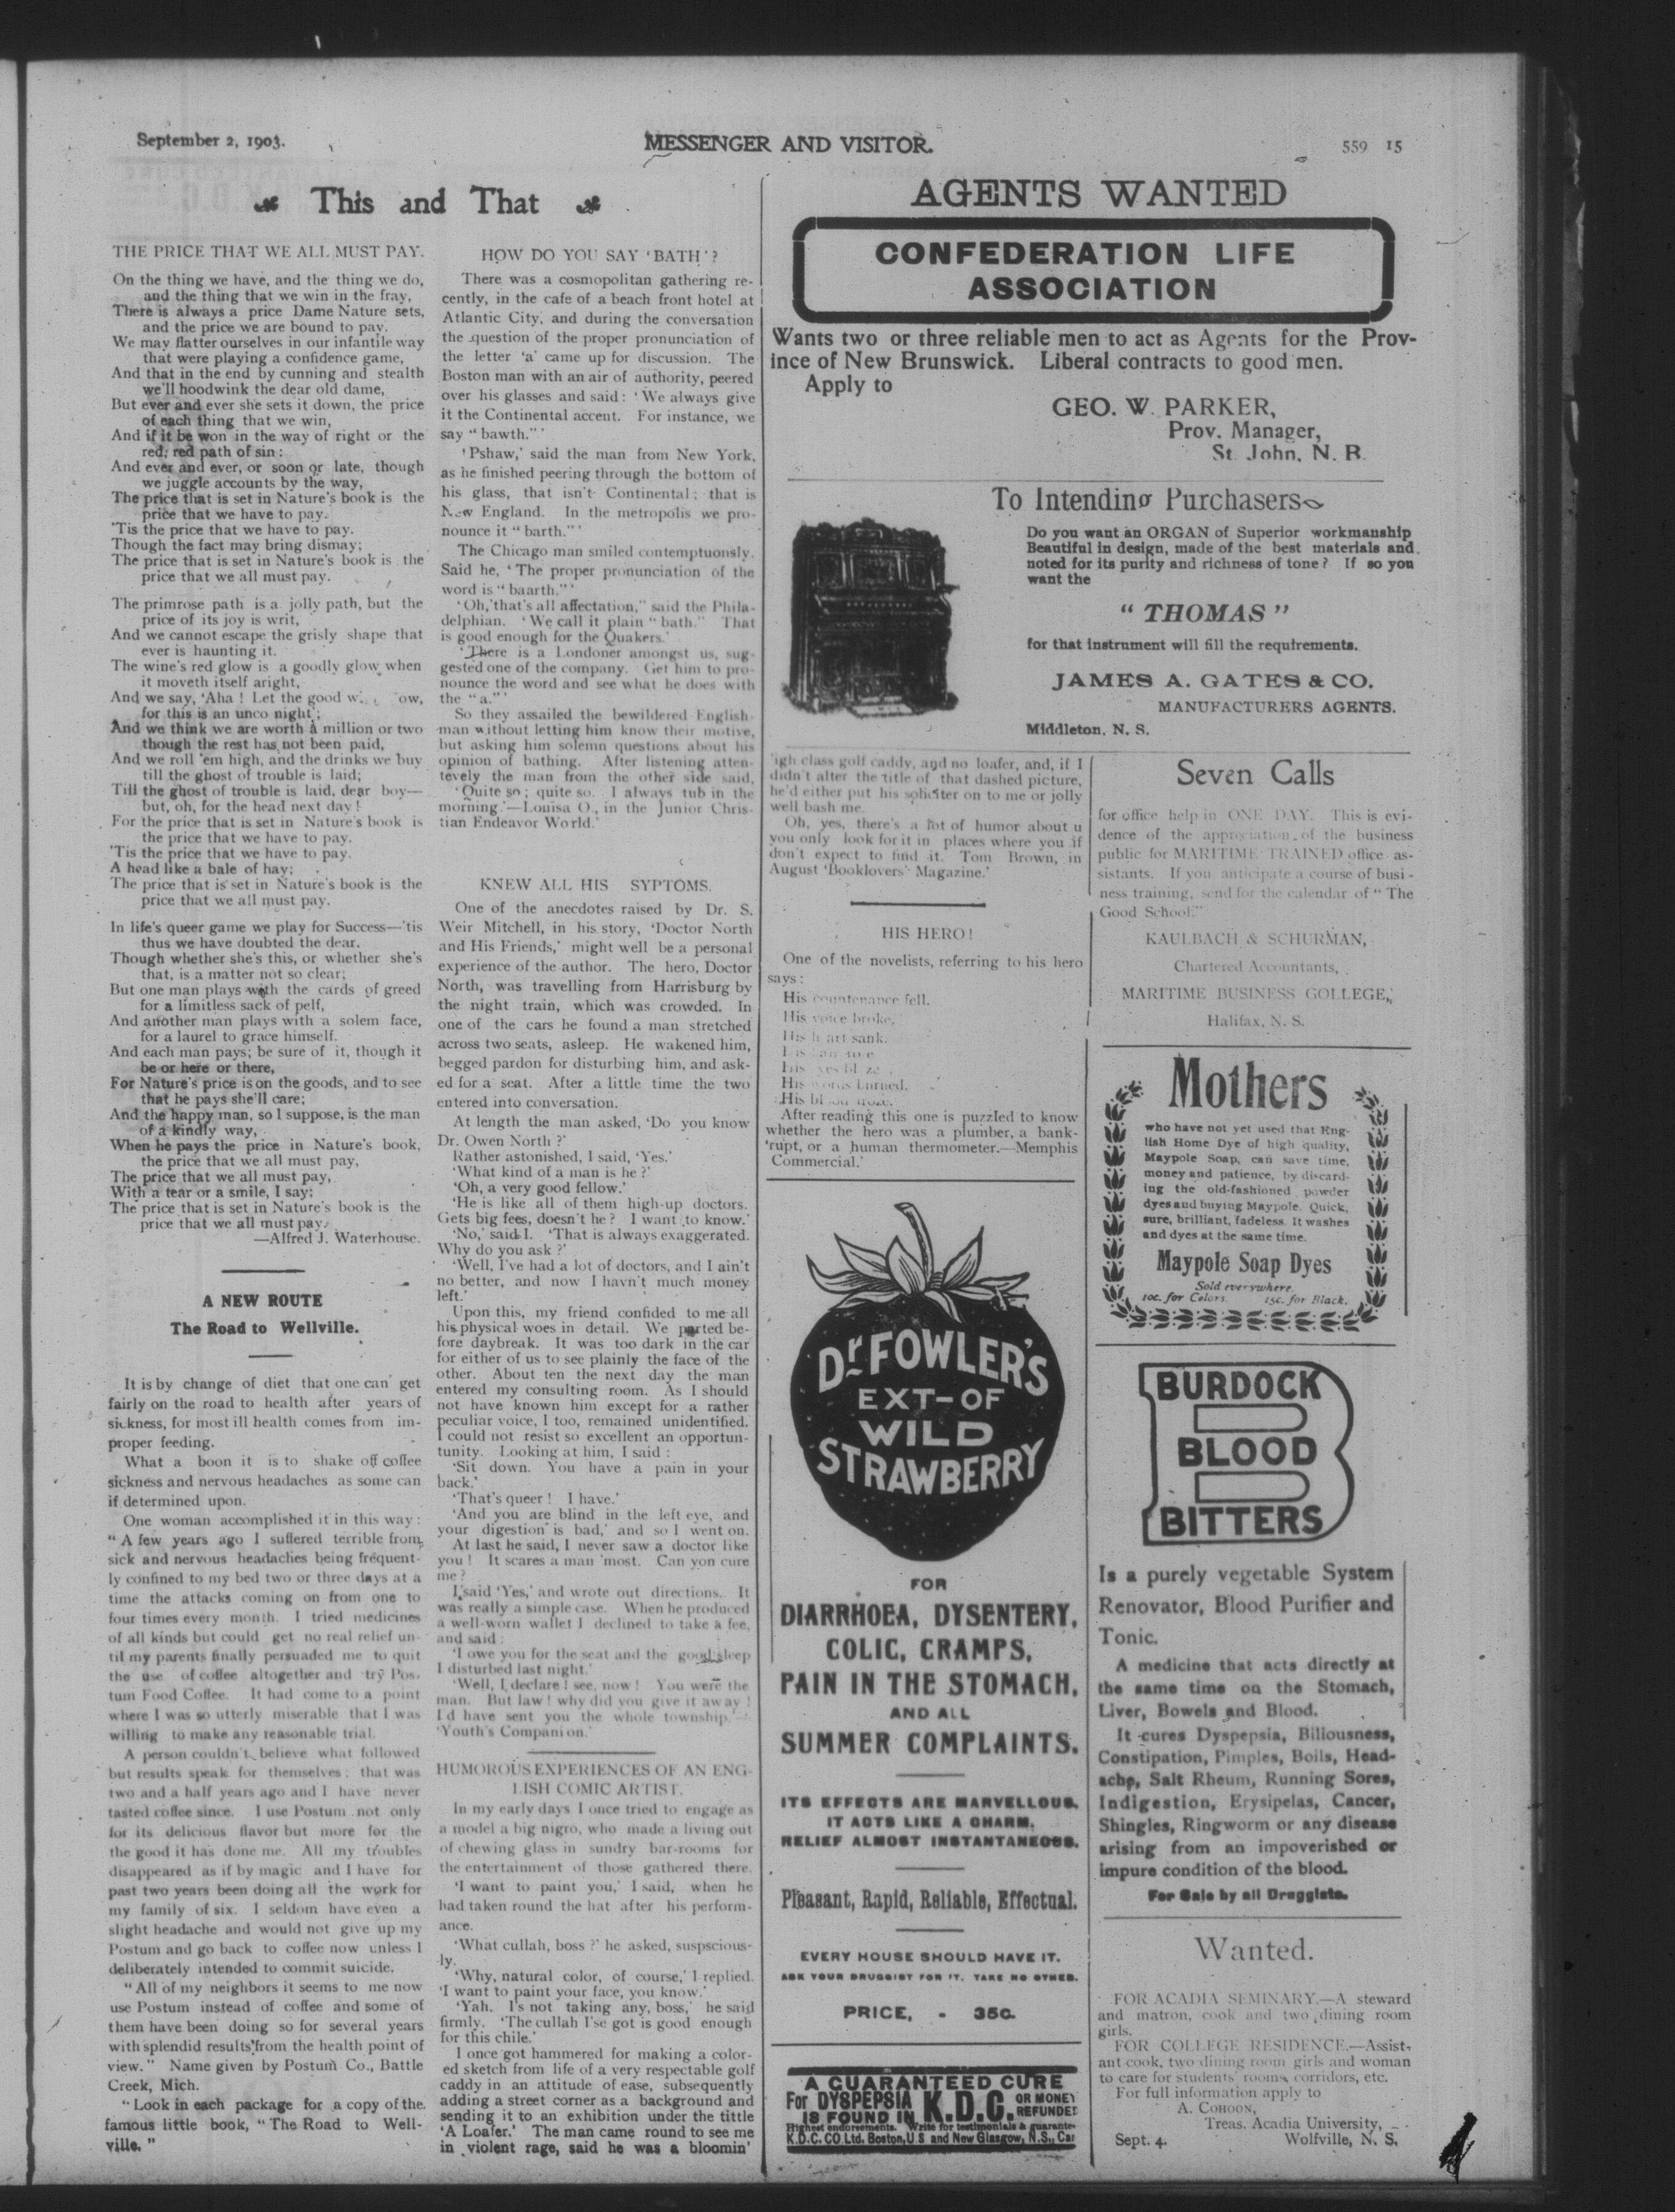 September 2, 1903.
MESSENGER AND VISITOR.
559 15
This and That
THE PRICE THAT WE ALL MUST PAY.
On the thing we have, and the thing we do,
and the thing that we win in the fray,
There is always a price Dame Nature sets,
and the price we are bound to pay.
We may flatter ourselves in our infantile way
that were playing a confidence game,
And that in the end by cunning and stealth
we'll hoodwink the dear old dame,
But ever and ever she sets it down, the price
of each thing that we win,
And if it be won in the way of right or the
red, red path of sin:
And ever and ever, or soon or late, though
we juggle accounts by the way,
The price that is set in Nature's book is the
price that we have to pay.
'Tis the price that we have to pay.
Though the fact may bring dismay;
The price that is set in Nature's book is the
price that we all must pay.
The primrose path is a jolly path, but the
price of its joy is writ,
And we cannot escape the grisly shape that
ever is haunting it.
The wine's red glow is a goodly glow when
it moveth itself aright,
And we say, 'Aha! Let the good ow,
for this is an unco night';
And we think we are worth a million or two
though the rest has not been paid,
And we roll 'em high, and the drinks we buy
till the ghost of trouble is laid;
Till the ghost of trouble is laid, dear boy—
but, oh, for the head next day!
For the price that is set in Nature's book is
the price that we have to pay.
'Tis the price that we have to pay.
A head like a bale of hay;
The price that is set in Nature's book is the
price that we all must pay.
In life's queer game we play for Success—'tis
thus we have doubted the dear.
Though whether she's this, or whether she's
that, is a matter not so clear;
But one man plays with the cards of greed
for a limitless sack of pelf,
And another man plays with a solem face,
for a laurel to grace himself.
And each man pays; be sure of it, though it
be or here or there,
For Nature's price is on the goods, and to see
that he pays she'll care;
And the happy man, so I suppose, is the man
of a kindly way,
When he pays the price in Nature's book,
the price that we all must pay,
The price that we all must pay,
With a tear or a smile, I say;
The price that is set in Nature's book is the
price that we all must pay.
—Alfred J. Waterhouse.
A NEW ROUTE
The Road to Wellville.
It is by change of diet that one can get
fairly on the road to health after years of
sickness, for most ill health comes from im-
proper feeding.
What a boon it is to shake off coffee
sickness and nervous headaches as some can
if determined upon.
One woman accomplished it in this way:
"A few years ago I suffered terrible from
sick and nervous headaches being frequent-
ly confined to my bed two or three days at a
time the attacks coming on from one to
four times every month. I tried medicines
of all kinds but could get no real relief un-
til my parents finally persuaded me to quit
the use of coffee altogether and try Pos-
tum Food Coffee. It had come to a point
where I was so utterly miserable that I was
willing to make any reasonable trial.
A person couldn't believe what followed
but results speak for themselves; that was
two and a half years ago and I have never
tasted coffee since. I use Postum not only
for its delicious flavor but more for the
the good it has done me. All my troubles
disappeared as if by magic and I have for
past two years been doing all the work for
my family of six. I seldom have even a
slight headache and would not give up my
Postum and go back to coffee now unless I
deliberately intended to commit suicide.
"All of my neighbors it seems to me now
use Postum instead of coffee and some of
them have been doing so for several years
with splendid results from the health point of
view." Name given by Postum Co., Battle
Creek, Mich.
"Look in each package for a copy of the
famous little book, "The Road to Well-
ville."
HOW DO YOU SAY 'BATH'?
There was a cosmopolitan gathering re-
cently, in the cafe of a beach front hotel at
Atlantic City, and during the conversation
the question of the proper pronunciation of
the letter 'a' came up for discussion. The
Boston man with an air of authority, peered
over his glasses and said: 'We always give
it the Continental accent. For instance, we
say "bawth."'
'Pshaw,' said the man from New York,
as he finished peering through the bottom of
his glass, that isn't Continental; that is
New England. In the metropolis we pro-
nounce it "barth."'
The Chicago man smiled contemptuonsly.
Said he, 'The proper pronunciation of the
word is "baarth."'
'Oh,'that's all affectation," said the Phila-
delphian. 'We call it plain "bath." That
is good enough for the Quakers.'
'There is a Londoner amongst us, sug-
gested one of the company. Get him to pro-
nounce the word and see what he does with
the "a."'
So they assailed the bewildered English-
man without letting him know their motive,
but asking him solemn questions about his
opinion of bathing. After listening atten-
tevely the man from the other side said,
'Quite so; quite so. I always tub in the
morning.'—Louisa O., in the Junior Chris-
tian Endeavor World.'
KNEW ALL HIS SYPTOMS.
One of the anecdotes raised by Dr. S.
Weir Mitchell, in his story, 'Doctor North
and His Friends,' might well be a personal
experience of the author. The hero, Doctor
North, was travelling from Harrisburg by
the night train, which was crowded. In
one of the cars he found a man stretched
across two seats, asleep. He wakened him,
begged pardon for disturbing him, and ask-
ed for a seat. After a little time the two
entered into conversation.
At length the man asked, 'Do you know
Dr. Owen North?'
Rather astonished, I said, 'Yes.'
'What kind of a man is he?'
'Oh, a very good fellow.'
'He is like all of them high-up doctors.
Gets big fees, doesn't he? I want to know.'
'No,' said I. 'That is always exaggerated.
Why do you ask?'
'Well, I've had a lot of doctors, and I ain't
no better, and now I havn't much money
left.'
Upon this, my friend confided to me all
his physical woes in detail. We parted be-
fore daybreak. It was too dark in the car
for either of us to see plainly the face of the
other. About ten the next day the man
entered my consulting room. As I should
not have known him except for a rather
peculiar voice, I too, remained unidentified.
I could not resist so excellent an opportun-
tunity. Looking at him, I said:
'Sit down. You have a pain in your
back.'
'That's queer! I have.'
'And you are blind in the left eye, and
your digestion is bad,' and so I went on.
At last he said, I never saw a doctor like
you! It scares a man 'most. Can yon cure
me?
I said 'Yes,' and wrote out directions. It
was really a simple case. When he produced
a well-worn wallet I declined to take a fee,
and said:
'I owe you for the seat and the good sleep
I disturbed last night.'
'Well, I declare! see, now! You were the
man. But law! why did you give it away!
I'd have sent you the whole township.'—
'Youth's Companion.'
HUMOROUS EXPERIENCES OF AN ENG-
LISH COMIC ARTIST.
In my early days I once tried to engage as
a model a big nigro, who made a living out
of chewing glass in sundry bar-rooms for
the entertainment of those gathered there.
'I want to paint you,' I said, when he
had taken round the hat after his perform-
ance.
'What cullah, boss?' he asked, suspscious-
ly.
'Why, natural color, of course,' I replied.
'I want to paint your face, you know.'
'Yah. I's not taking any, boss,' he said
firmly. 'The cullah I'se got is good enough
for this chile.'
I once got hammered for making a color-
ed sketch from life of a very respectable golf
caddy in an attitude of ease, subsequently
adding a street corner as a background and
sending it to an exhibition under the tittle
'A Loafer.' The man came round to see me
in violent rage, said he was a bloomin'
AGENTS WANTED
CONFEDERATION LIFE
ASSOCIATION
Wants two or three reliable men to act as Agents for the Prov-
ince of New Brunswick. Liberal contracts to good men.
Apply to
GEO. W. PARKER,
Prov. Manager,
St. John, N. B.
To Intending Purchasers
Do you want an ORGAN of Superior workmanship
Beautiful in design, made of the best materials and
noted for its purity and richness of tone? If so you
want the
"THOMAS"
for that instrument will fill the requirements.
JAMES A. GATES & CO.
MANUFACTURERS AGENTS.
Middleton, N. S.
'igh class golf caddy, and no loafer, and, if I
didn't alter the title of that dashed picture,
he'd either put his soliciter on to me or jolly
well bash me.
Oh, yes, there's a lot of humor about u
you only look for it in places where you if
don't expect to find it. Tom Brown, in
August 'Booklovers' Magazine.'
HIS HERO!
One of the novelists, referring to his hero
says:
His countenance fell.
His voice broke.
His heart sank.
His
His
His words burned.
His blood froze.
After reading this one is puzzled to know
whether the hero was a plumber, a bank-
'rupt, or a human thermometer.—Memphis
Commercial.'
Dr FOWLER'S
EXT-OF
WILD
STRAWBERRY
FOR
DIARRHOEA, DYSENTERY,
COLIC, CRAMPS,
PAIN IN THE STOMACH,
AND ALL
SUMMER COMPLAINTS.
ITS EFFECTS ARE MARVELLOUS.
IT ACTS LIKE A CHARM.
RELIEF ALMOST INSTANTANEOUS.
Pleasant, Rapid, Reliable, Effectual.
EVERY HOUSE SHOULD HAVE IT.
ASK YOUR DRUGGIST FOR IT. TAKE NO OTHER.
PRICE, - 35C.
A GUARANTEED CURE
For DYSPEPSIA
IS FOUND IN
K.D.C.
OR MONEY
REFUNDED
Highest endorsements. Write for testimonials & guarantee
K.D.C. CO. Ltd. Boston, U.S. and New Glasgow, N.S., Can
Seven Calls
for office help in ONE DAY. This is evi-
dence of the appreciation of the business
public for MARITIME TRAINED office as-
sistants. If you anticipate a course of busi-
ness training, send for the calendar of "The
Good School."
KAULBACH & SCHURMAN,
Chartered Accountants,
MARITIME BUSINESS GOLLEGE,
Halifax, N. S.
Mothers
who have not yet used that Eng-
lish Home Dye of high quality,
Maypole Soap, can save time,
money and patience, by discard-
ing the old-fashioned powder
dyes and buying Maypole. Quick,
sure, brilliant, fadeless. It washes
and dyes at the same time.
Maypole Soap Dyes
Sold everywhere.
10c. for Colors. 15c. for Black.
BURDOCK
BLOOD
BITTERS
Is a purely vegetable System
Renovator, Blood Purifier and
Tonic.
A medicine that acts directly at
the same time on the Stomach,
Liver, Bowels and Blood.
It cures Dyspepsia, Biliousness,
Constipation, Pimples, Boils, Head-
ache, Salt Rheum, Running Sores,
Indigestion, Erysipelas, Cancer,
Shingles, Ringworm or any disease
arising from an impoverished or
impure condition of the blood.
For Sale by all Druggists.
Wanted.
FOR ACADIA SEMINARY.—A steward
and matron, cook and two dining room
girls.
FOR COLLEGE RESIDENCE.—Assist-
ant cook, two dining room girls and woman
to care for students' rooms, corridors, etc.
For full information apply to
A. COHOON,
Treas. Acadia University,
Sept. 4. Wolfville, N. S.